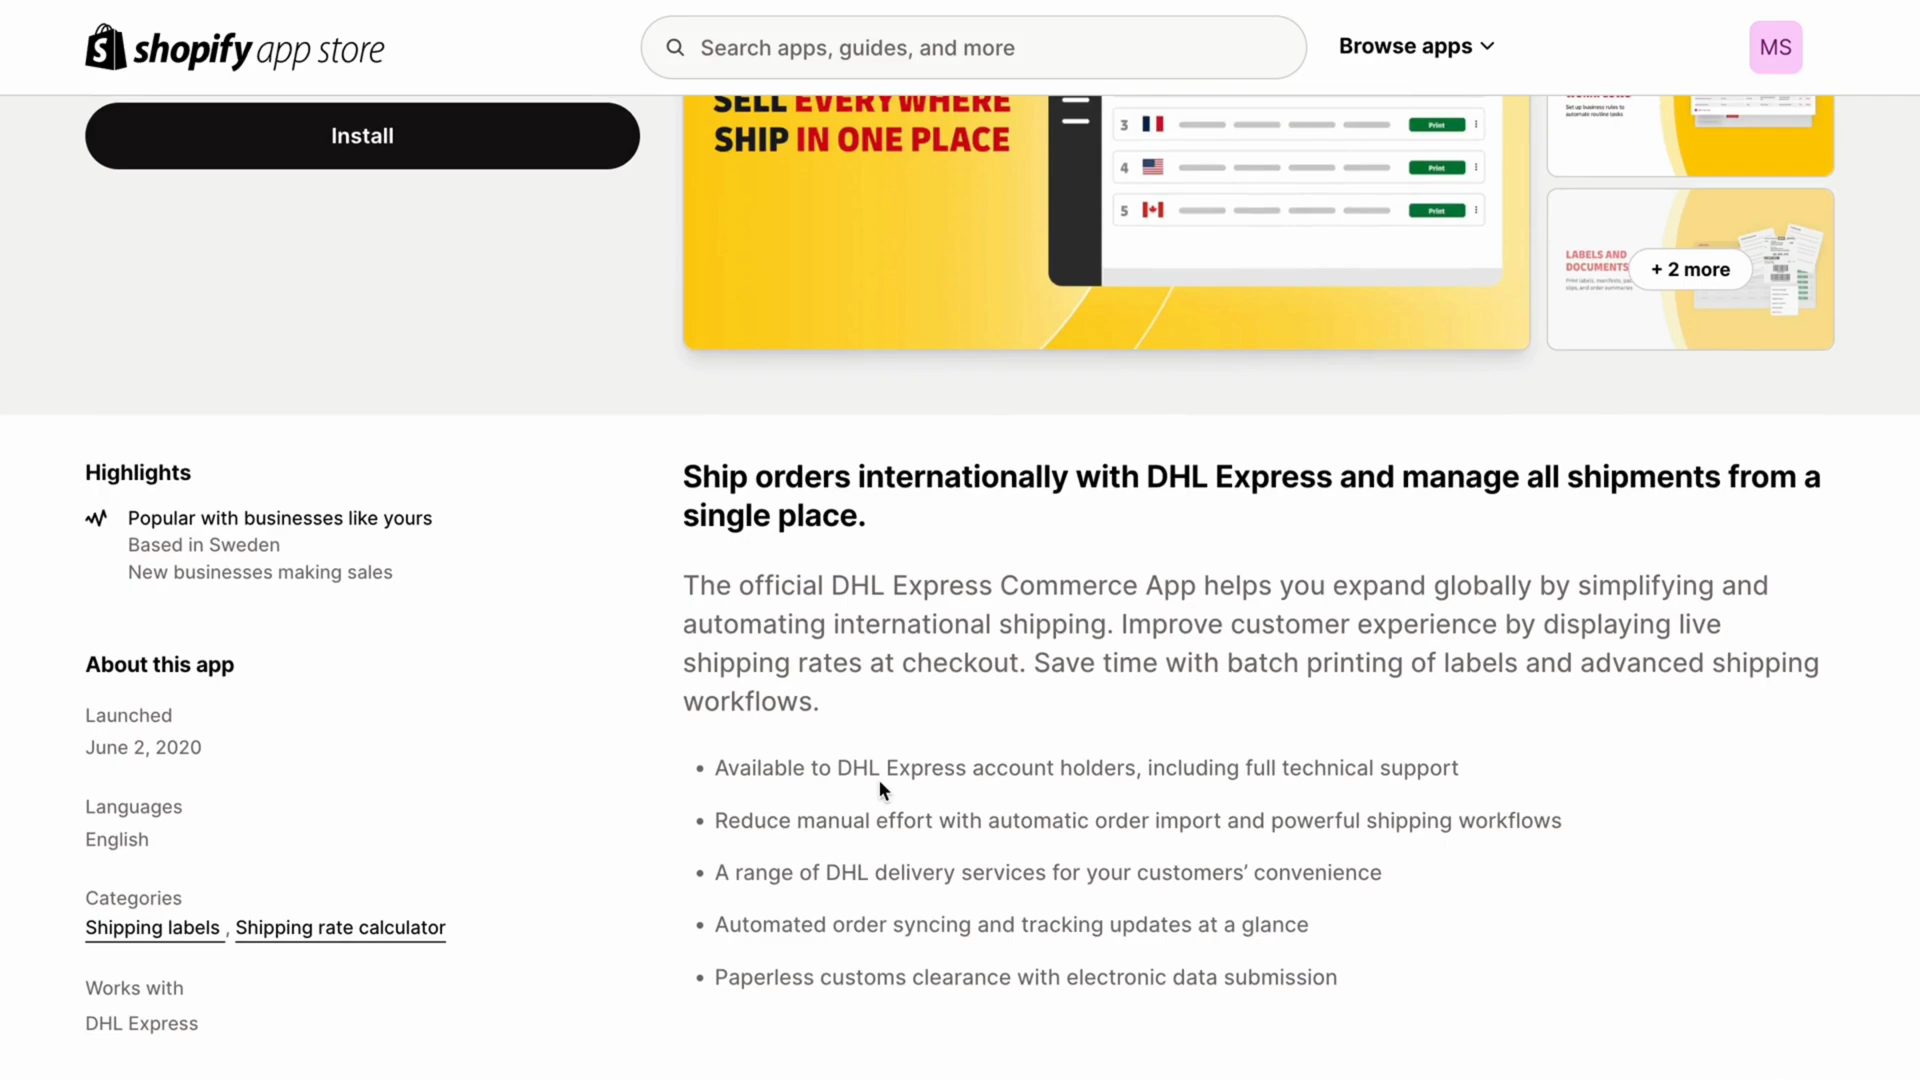 shopify app store
Search apps, guides, and more
Browse apps
MS
Install
SELL EVERYWHERE
SHIP IN ONE PLACE
3 Print
4 Print
5 Print
Set up business rules to
automate routine tasks
LABELS AND
DOCUMENTS
+ 2 more
Highlights
Popular with businesses like yours
Based in Sweden
New businesses making sales
About this app
Launched
June 2, 2020
Languages
English
Categories
Shipping labels , Shipping rate calculator
Works with
DHL Express
Ship orders internationally with DHL Express and manage all shipments from a
single place.
The official DHL Express Commerce App helps you expand globally by simplifying and
automating international shipping. Improve customer experience by displaying live
shipping rates at checkout. Save time with batch printing of labels and advanced shipping
workflows.
• Available to DHL Express account holders, including full technical support
• Reduce manual effort with automatic order import and powerful shipping workflows
• A range of DHL delivery services for your customers’ convenience
• Automated order syncing and tracking updates at a glance
• Paperless customs clearance with electronic data submission